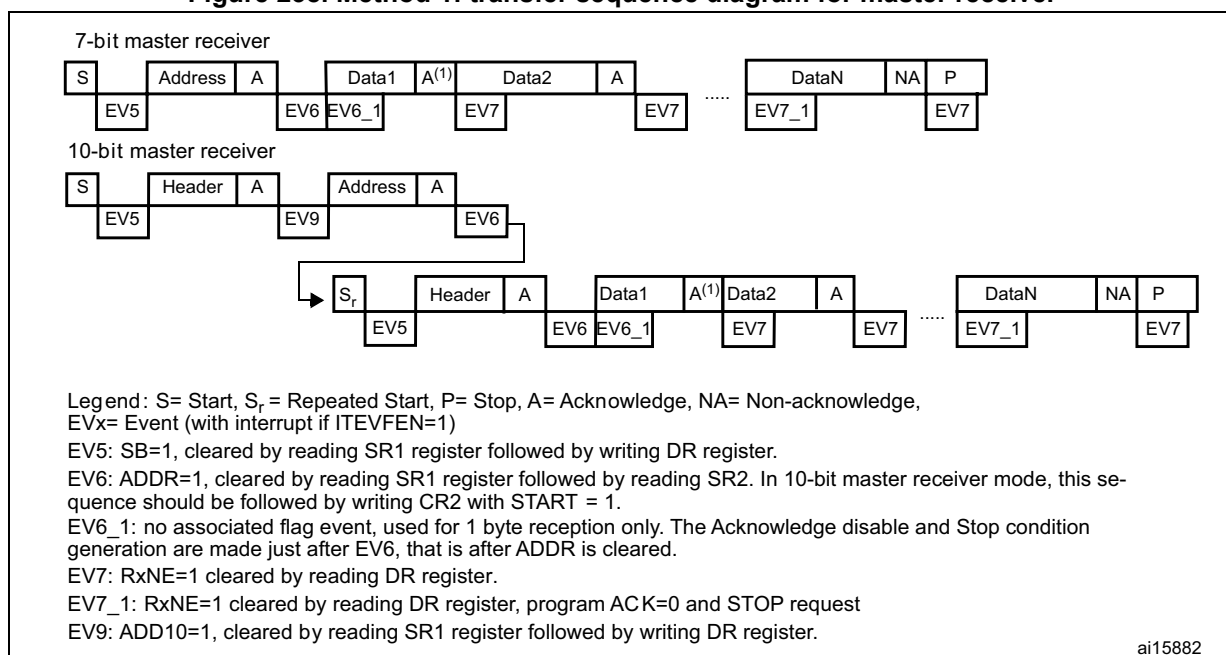 Figure 263. Method 1: transfer sequence diagram for master receiver
7-bit master receiver
S Address A Data1 A(1) Data2 A ..... DataN NA P
EV5 EV6 EV6_1 EV7 EV7 EV7_1 EV7
10-bit master receiver
S Header A Address A
EV5 EV9 EV6
Sr Header A Data1 A(1) Data2 A ..... DataN NA P
EV5 EV6 EV6_1 EV7 EV7 EV7_1 EV7
Legend: S= Start, Sr = Repeated Start, P= Stop, A= Acknowledge, NA= Non-acknowledge,
EVx= Event (with interrupt if ITEVFEN=1)
EV5: SB=1, cleared by reading SR1 register followed by writing DR register.
EV6: ADDR=1, cleared by reading SR1 register followed by reading SR2. In 10-bit master receiver mode, this se-
quence should be followed by writing CR2 with START = 1.
EV6_1: no associated flag event, used for 1 byte reception only. The Acknowledge disable and Stop condition
generation are made just after EV6, that is after ADDR is cleared.
EV7: RxNE=1 cleared by reading DR register.
EV7_1: RxNE=1 cleared by reading DR register, program ACK=0 and STOP request
EV9: ADD10=1, cleared by reading SR1 register followed by writing DR register.
ai15882